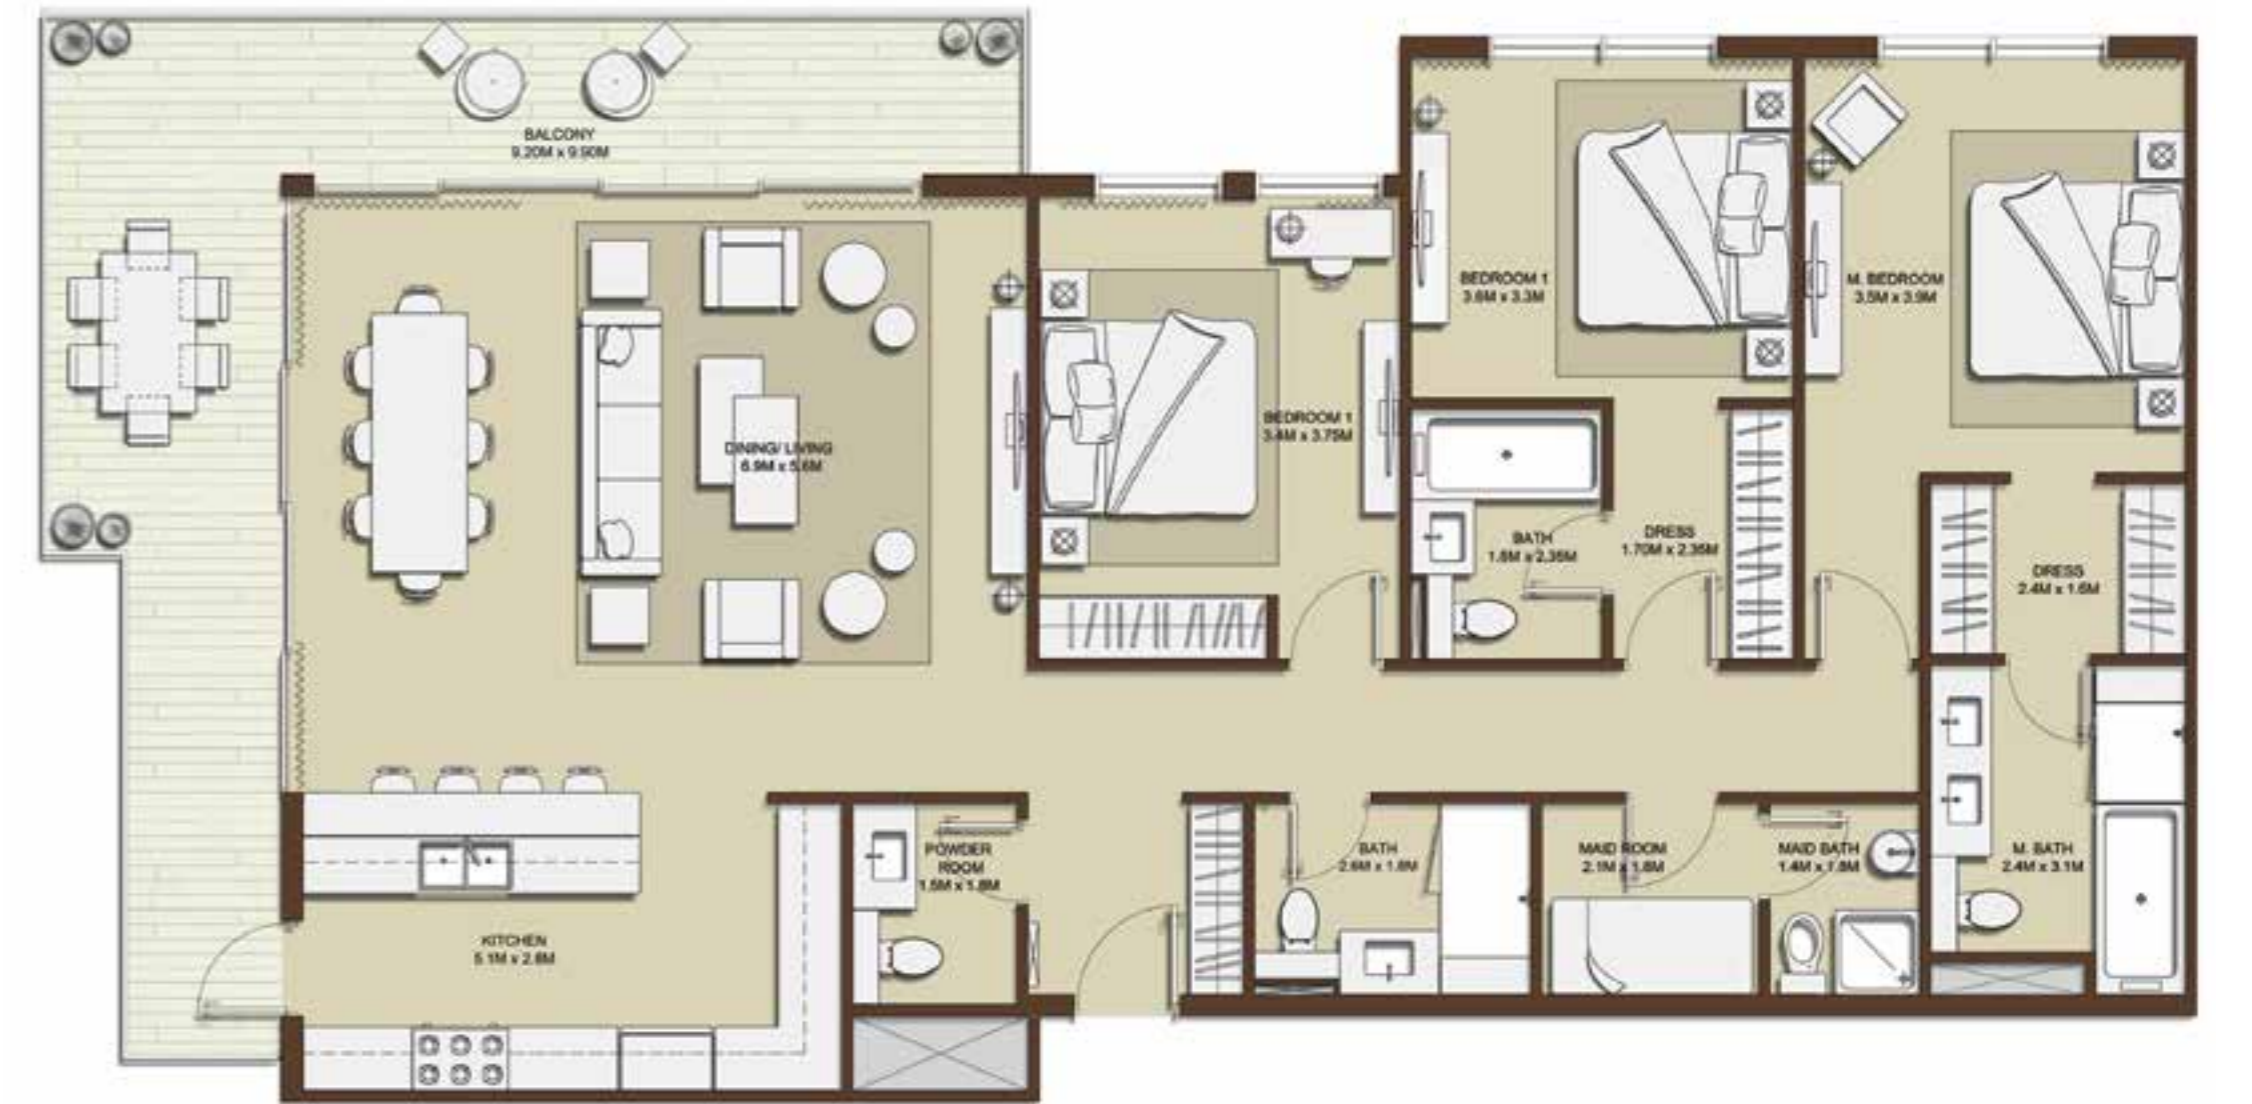 BALCONY
9.20M x 9.90M
BEDROOM 1
3.6M x 3.3M
M. BEDROOM
3.5M x 3.9M
BEDROOM 1
3.4M x 3.75M
DINING/ LIVING
6.9M x 5.6M
BATH
1.8M x 2.35M
DRESS
1.70M x 2.35M
DRESS
2.4M x 1.6M
POWDER
ROOM
1.5M x 1.8M
BATH
2.6M x 1.8M
MAID ROOM
2.1M x 1.8M
MAID BATH
1.4M x 1.8M
M. BATH
2.4M x 3.1M
KITCHEN
5.1M x 2.8M